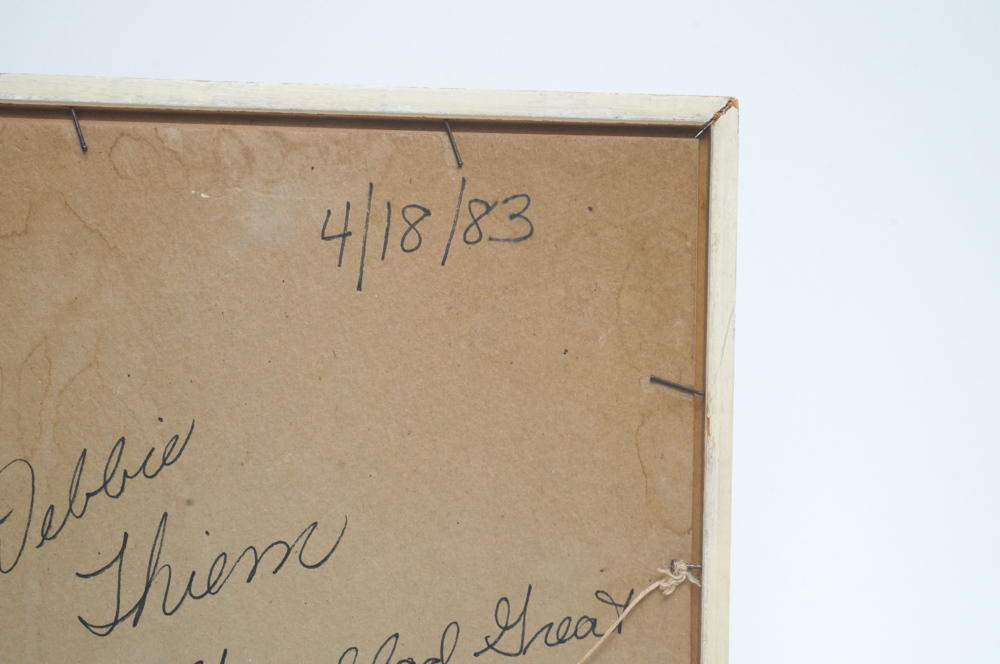 4/18/83
Debbie
Thiem
Great